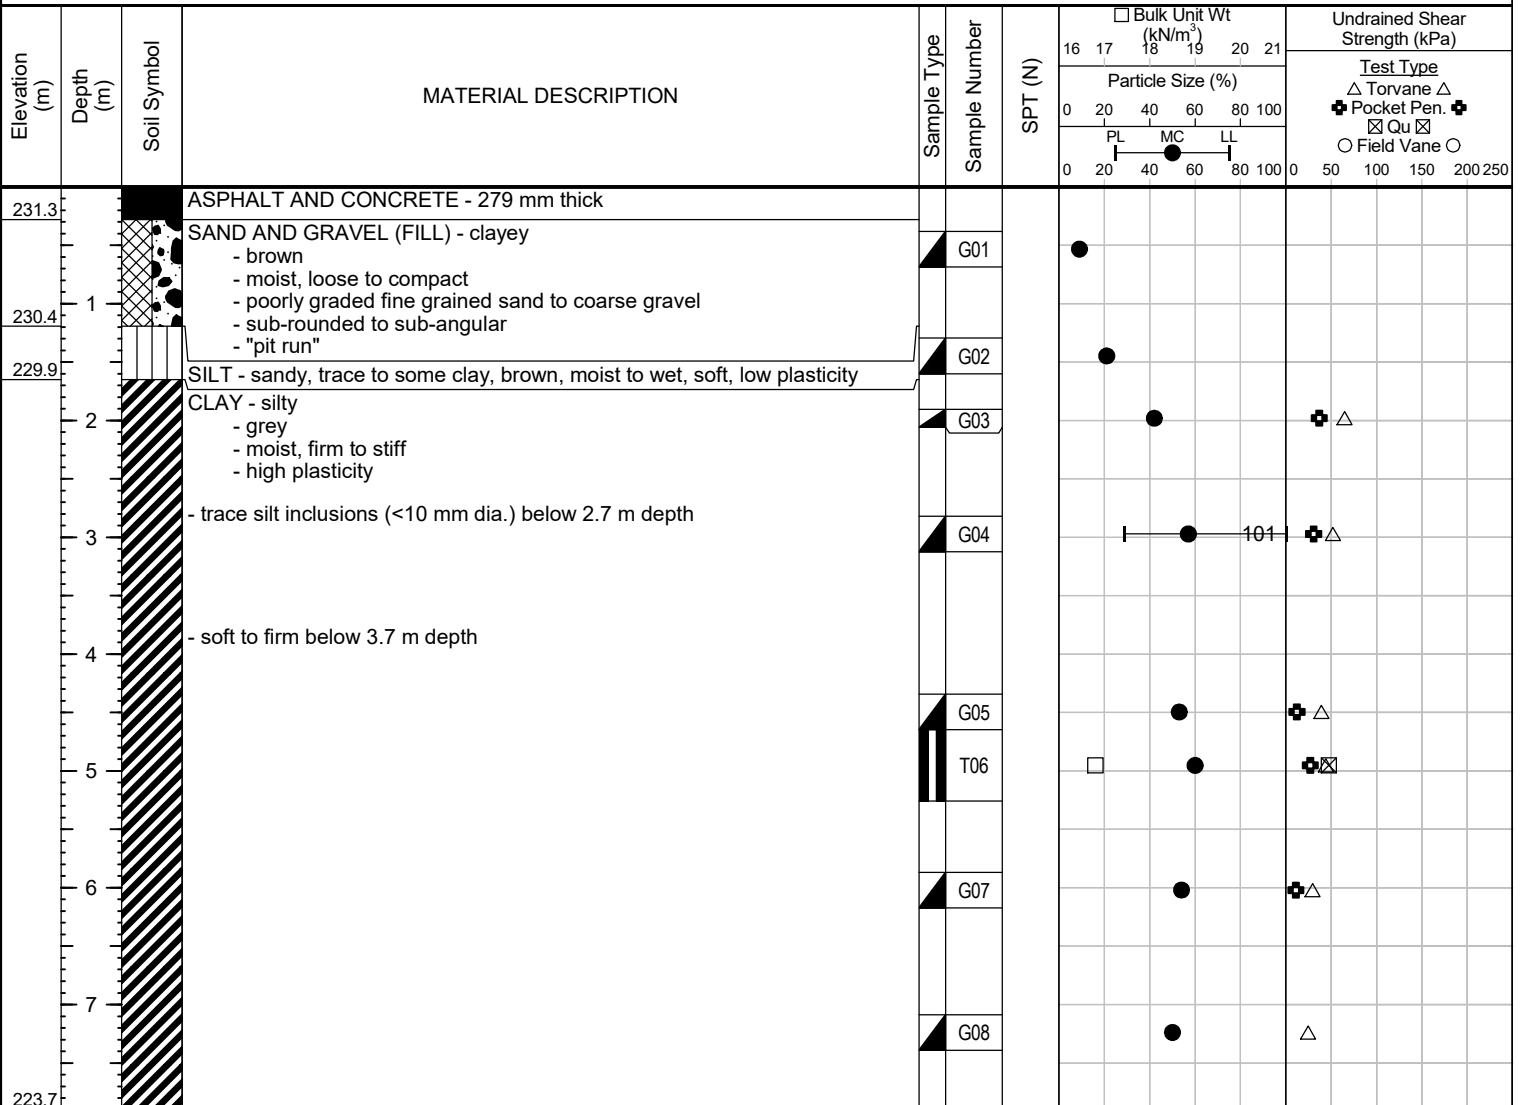 Elevation (m)
Depth (m)
Soil Symbol
MATERIAL DESCRIPTION
Sample Type
Sample Number
SPT (N)
Bulk Unit Wt
(kN/m³)
16 17 18 19 20 21
Particle Size (%)
0 20 40 60 80 100
PL MC LL
0 20 40 60 80 100
Undrained Shear
Strength (kPa)
Test Type
Torvane
Pocket Pen.
Qu
Field Vane
0 50 100 150 200 250
ASPHALT AND CONCRETE - 279 mm thick
231.3
SAND AND GRAVEL (FILL) - clayey
- brown
G01
- moist, loose to compact
- poorly graded fine grained sand to coarse gravel
1
230.4
- sub-rounded to sub-angular
- "pit run"
G02
229.9
SILT - sandy, trace to some clay, brown, moist to wet, soft, low plasticity
CLAY - silty
2
G03
- grey
- moist, firm to stiff
- high plasticity
- trace silt inclusions (<10 mm dia.) below 2.7 m depth
3
G04
101
- soft to firm below 3.7 m depth
4
G05
5
T06
6
G07
7
G08
223.7